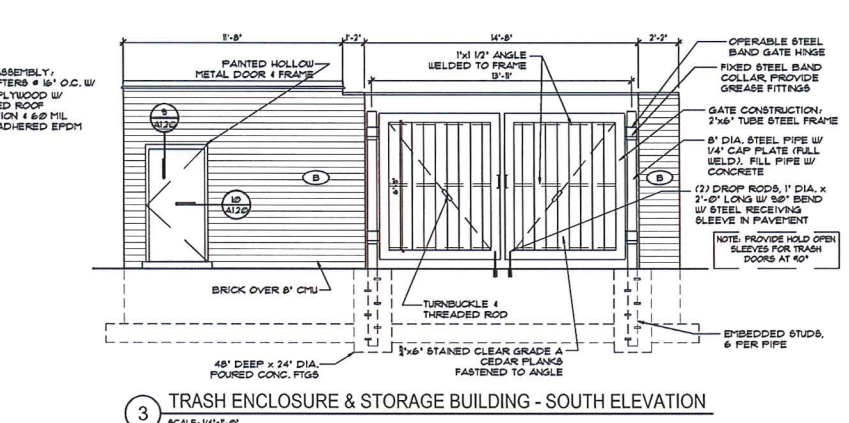 11'-8"
1'-2"
14'-8"
2'-2"
ASSEMBLY:
FTERS @ 16" O.C. W/
PLYWOOD W/
ED ROOF
TION & 60 MIL
ADHERED EPDM
PAINTED HOLLOW
METAL DOOR & FRAME
1"x1 1/2" ANGLE
WELDED TO FRAME
OPERABLE STEEL
BAND GATE HINGE
FIXED STEEL BAND
COLLAR, PROVIDE
GREASE FITTINGS
GATE CONSTRUCTION:
2"x6" TUBE STEEL FRAME
8" DIA. STEEL PIPE W/
1/4" CAP PLATE (FULL
WELD). FILL PIPE W/
CONCRETE
(2) DROP RODS, 1" DIA. x
2'-0" LONG W/ 90° BEND
W/ STEEL RECEIVING
SLEEVE IN PAVEMENT
NOTE: PROVIDE HOLD OPEN
SLEEVES FOR TRASH
DOORS AT 90°
9
A120
10
A120
B
B
BRICK OVER 8" CMU
TURNBUCKLE &
THREADED ROD
EMBEDDED STUDS,
6 PER PIPE
48" DEEP x 24" DIA.
POURED CONC. FTGS
x6" STAINED CLEAR GRADE A
CEDAR PLANKS
FASTENED TO ANGLE
3
TRASH ENCLOSURE & STORAGE BUILDING - SOUTH ELEVATION
SCALE: 1/4"=1'-0"